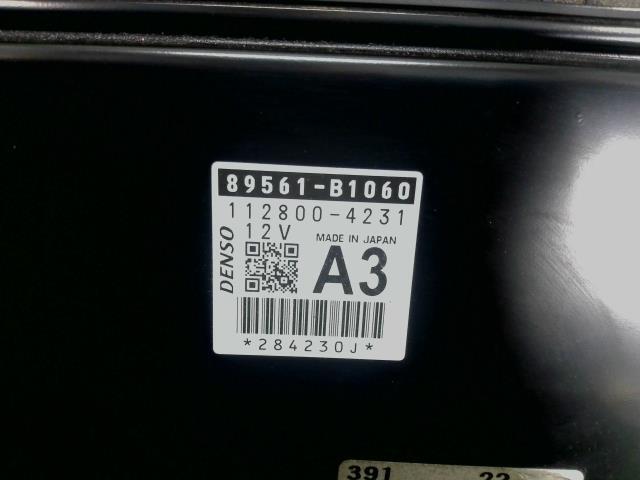 89561-B1060
112800-4231
DENSO
12V MADE IN JAPAN
A3
*284230J*
391 22